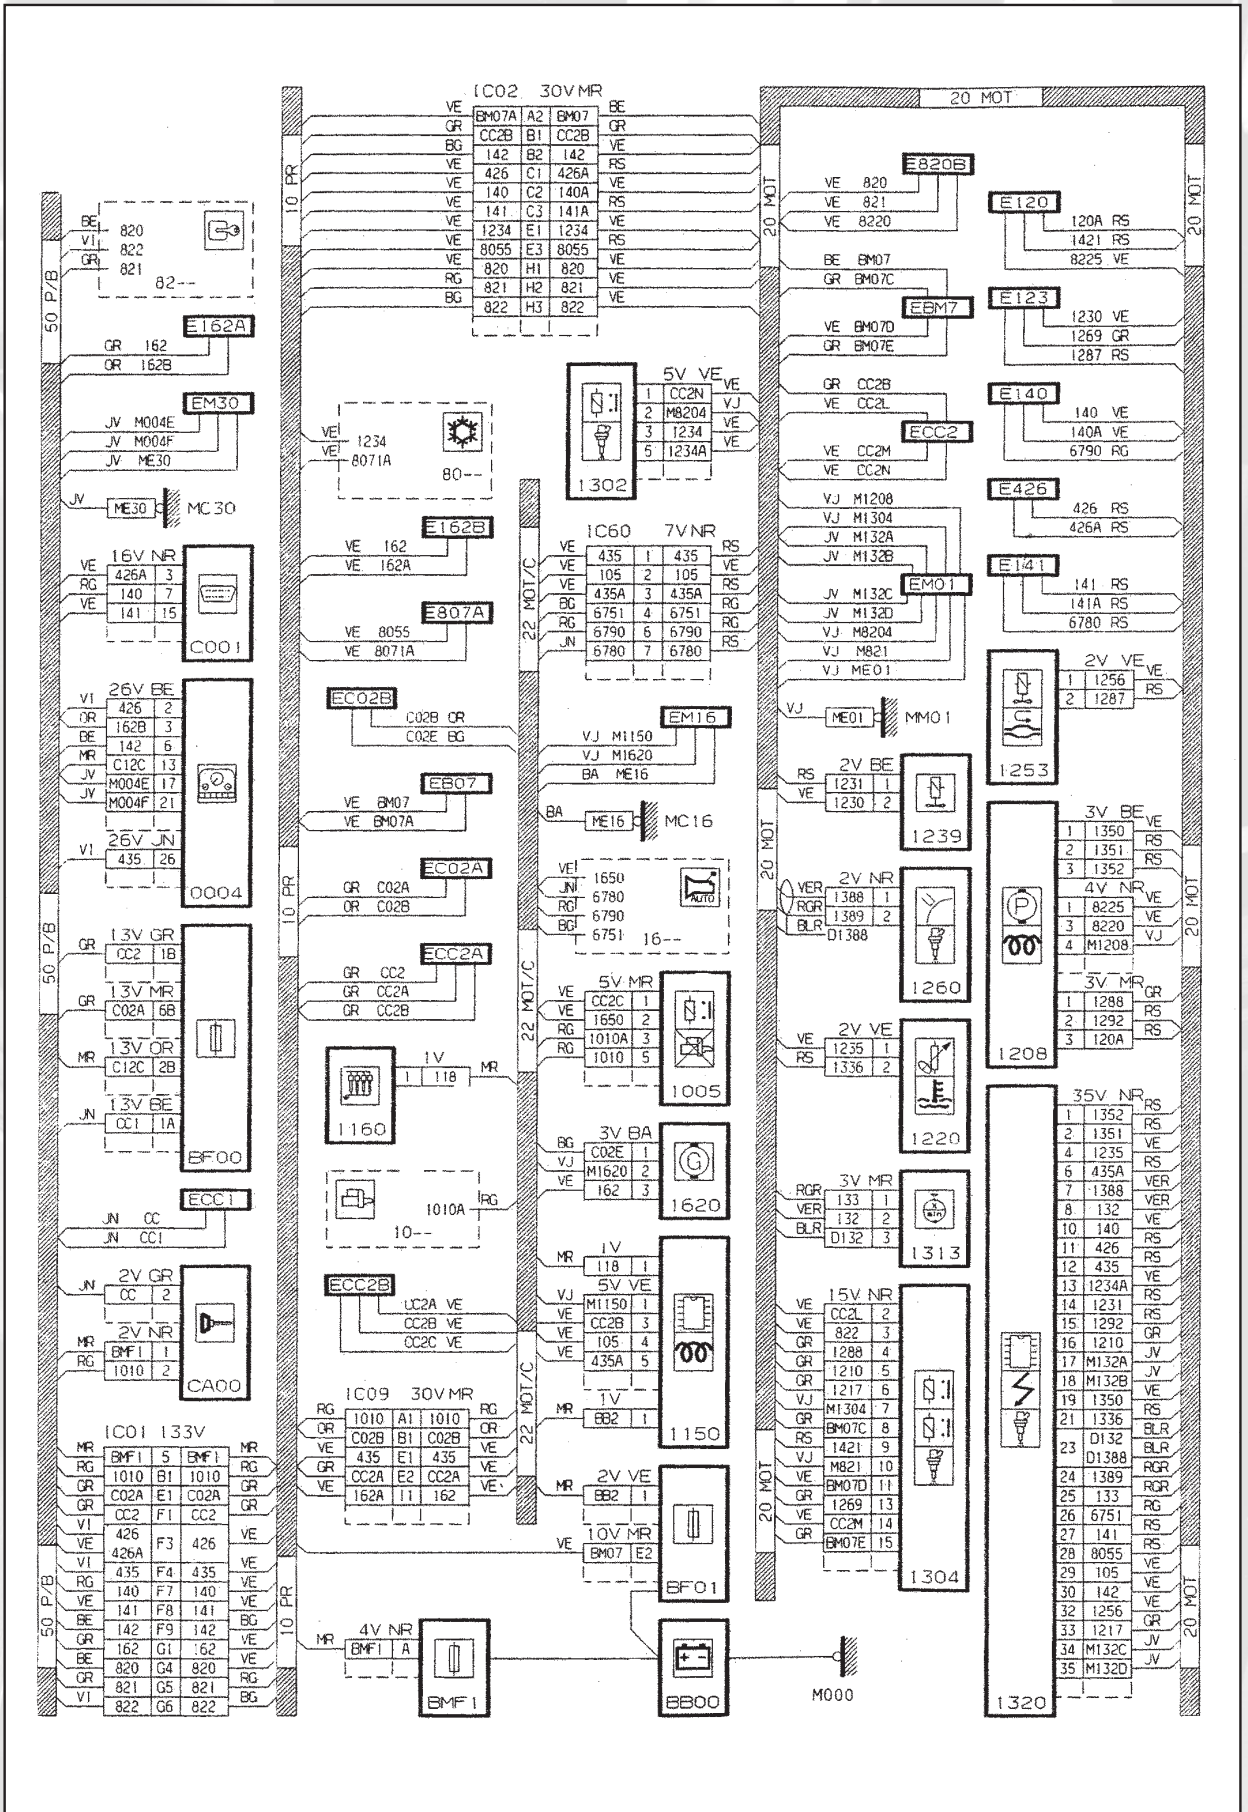 50 P/B
BE 820
VI 822
GR 821
82--
E162A
GR 162
OR 162B
EM30
JV M004E
JV M004F
JV ME30
JV ME30 MC30
16V NR
VE 426A 3
RG 140 7
VE 141 15
C001
26V BE
VI 426 2
OR 162B 3
BE 142 6
MR C12C 13
JV M004E 17
JV M004F 21
26V JN
VI 435 26
0004
50 P/B
13V GR
GR CC2 1B
13V MR
GR C02A 6B
13V OR
MR C12C 2B
13V BE
JN CC1 1A
BF00
ECC1
JN CC
JN CC1
2V GR
JN CC 2
2V NR
MR BMF1 1
RG 1010 2
CA00
IC01 133V
MR BMF1 5 BMF1 MR
RG 1010 B1 1010 RG
GR C02A E1 C02A GR
GR CC2 F1 CC2 GR
VI 426
F3 426 VE
VE 426A
VI 435 F4 435 VE
RG 140 F7 140 VE
VE 141 F8 141 VE
BE 142 F9 142 BG
GR 162 G1 162 VE
BE 820 G4 820 VE
GR 821 G5 821 RG
VI 822 G6 822 BG
50 P/B
10 PR
IC02 30V MR
VE BM07A A2 BM07 BE
GR CC2B B1 CC2B GR
BG 142 B2 142 VE
VE 426 C1 426A RS
VE 140 C2 140A VE
VE 141 C3 141A RS
VE 1234 E1 1234 VE
VE 8055 E3 8055 RS
VE 820 H1 820 VE
RG 821 H2 821 VE
BG 822 H3 822 VE
VE 1234
VE 8071A
80--
1302
5V VE
1 CC2N VE
2 M8204 VJ
3 1234 VE
5 1234A VE
E162B
VE 162
VE 162A
E807A
VE 8055
VE 8071A
22 MOT/C
IC60 7V NR
VE 435 1 435 RS
VE 105 2 105 VE
VE 435A 3 435A RS
BG 6751 4 6751 RG
RG 6790 6 6790 RG
JN 6780 7 6780 RS
EC02B
C02B OR
C02E BG
EM16
VJ M1150
VJ M1620
BA ME16
EB07
VE BM07
VE BM07A
BA ME16 MC16
10 PR
EC02A
GR C02A
OR C02B
VE 1650
JN 6780
RG 6790
BG 6751
AUTO
16--
ECC2A
GR CC2
GR CC2A
GR CC2B
22 MOT/C
5V MR
VE CC2C 1
VE 1650 2
RG 1010A 3
RG 1010 5
1005
1V
1 118 MR
1160
3V BA
BG C02E 1
VJ M1620 2
VE 162 3
G
1620
1010A RG
10--
ECC2B
CC2A VE
CC2B VE
CC2C VE
1V
MR 118 1
5V VE
VJ M1150 1
VE CC2B 3
VE 105 4
VE 435A 5
1V
MR BB2 1
1150
22 MOT/C
IC09 30V MR
RG 1010 A1 1010 RG
OR C02B B1 C02B OR
VE 435 E1 435 VE
GR CC2A E2 CC2A VE
VE 162A I1 162 VE
2V VE
MR BB2 1
10V MR
VE BM07 E2
BF01
10 PR
4V NR
MR BMF1 A
BMF1
BB00
M000
20 MOT
20 MOT
20 MOT
E820B
VE 820
VE 821
VE 8220
E120
120A RS
1421 RS
8225 VE
BE BM07
GR BM07C
EBM7
VE BM07D
GR BM07E
E123
1230 VE
1269 GR
1287 RS
GR CC2B
VE CC2L
ECC2
VE CC2M
VE CC2N
E140
140 VE
140A VE
6790 RG
E426
426 RS
426A RS
VJ M1208
VJ M1304
JV M132A
JV M132B
EM01
JV M132C
JV M132D
VJ M8204
VJ M821
VJ ME01
E141
141 RS
141A RS
6780 RS
VJ ME01 MM01
2V VE
1 1256 VE
2 1287 RS
1253
2V BE
RS 1231 1
VE 1230 2
1239
20 MOT
2V NR
VER 1388 1
RGR 1389 2
BLR D1388
1260
3V BE
1 1350 VE
2 1351 RS
3 1352 RS
4V NR
1 8225 VE
3 8220 VE
4 M1208 VJ
3V MR
1 1288 GR
2 1292 RS
3 120A RS
P
1208
20 MOT
2V VE
VE 1235 1
RS 1336 2
1220
3V MR
RGR 133 1
VER 132 2
BLR D132 3
1313
15V NR
VE CC2L 2
VE 822 3
GR 1288 4
GR 1210 5
GR 1217 6
VJ M1304 7
GR BM07C 8
RS 1421 9
VJ M821 10
VE BM07D 11
GR 1269 13
VE CC2M 14
GR BM07E 15
1304
20 MOT
35V NR
1 1352 RS
2 1351 RS
4 1235 VE
6 435A RS
7 1388 VER
8 132 VER
10 140 VE
11 426 RS
12 435 RS
13 1234A VE
14 1231 RS
15 1292 RS
16 1210 GR
17 M132A JV
18 M132B JV
19 1350 VE
21 1336 RS
D132 BLR
23
D1388 BLR
24 1389 RGR
25 133 RGR
26 6751 RG
27 141 RS
28 8055 RS
29 105 VE
30 142 VE
32 1256 VE
33 1217 GR
34 M132C JV
35 M132D JV
1320
20 MOT